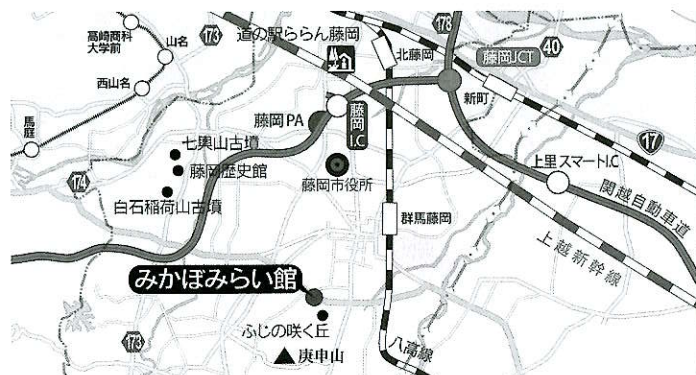 高崎商科
大学前
山名
173
道の駅ららん藤岡
178
北藤岡
藤岡JCT
40
西山名
新町
馬庭
藤岡PA
藤岡I.C
17
七輿山古墳
藤岡歴史館
上里スマートI.C
174
白石稲荷山古墳
藤岡市役所
群馬藤岡
関越自動車道
上越新幹線
みかぼみらい館
ふじの咲く丘
173
庚申山
八高線